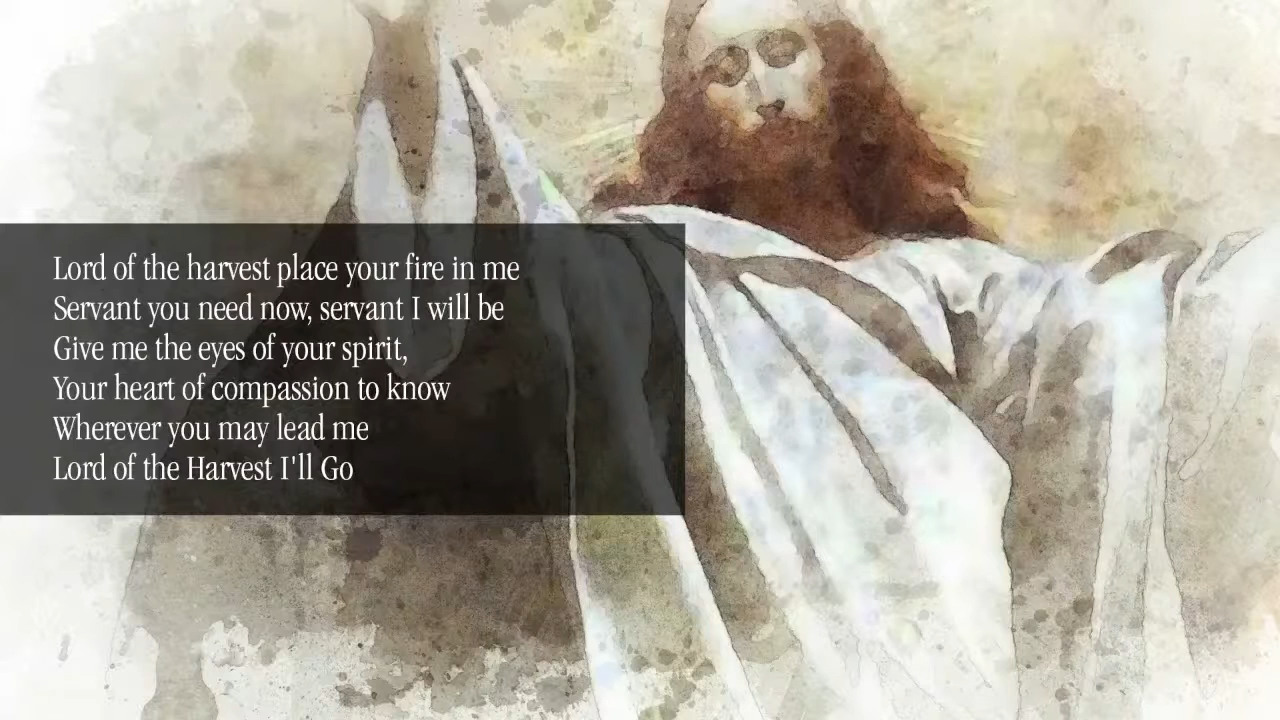 Lord of the harvest place your fire in me
Servant you need now, servant I will be
Give me the eyes of your spirit,
Your heart of compassion to know
Wherever you may lead me
Lord of the Harvest I'll Go